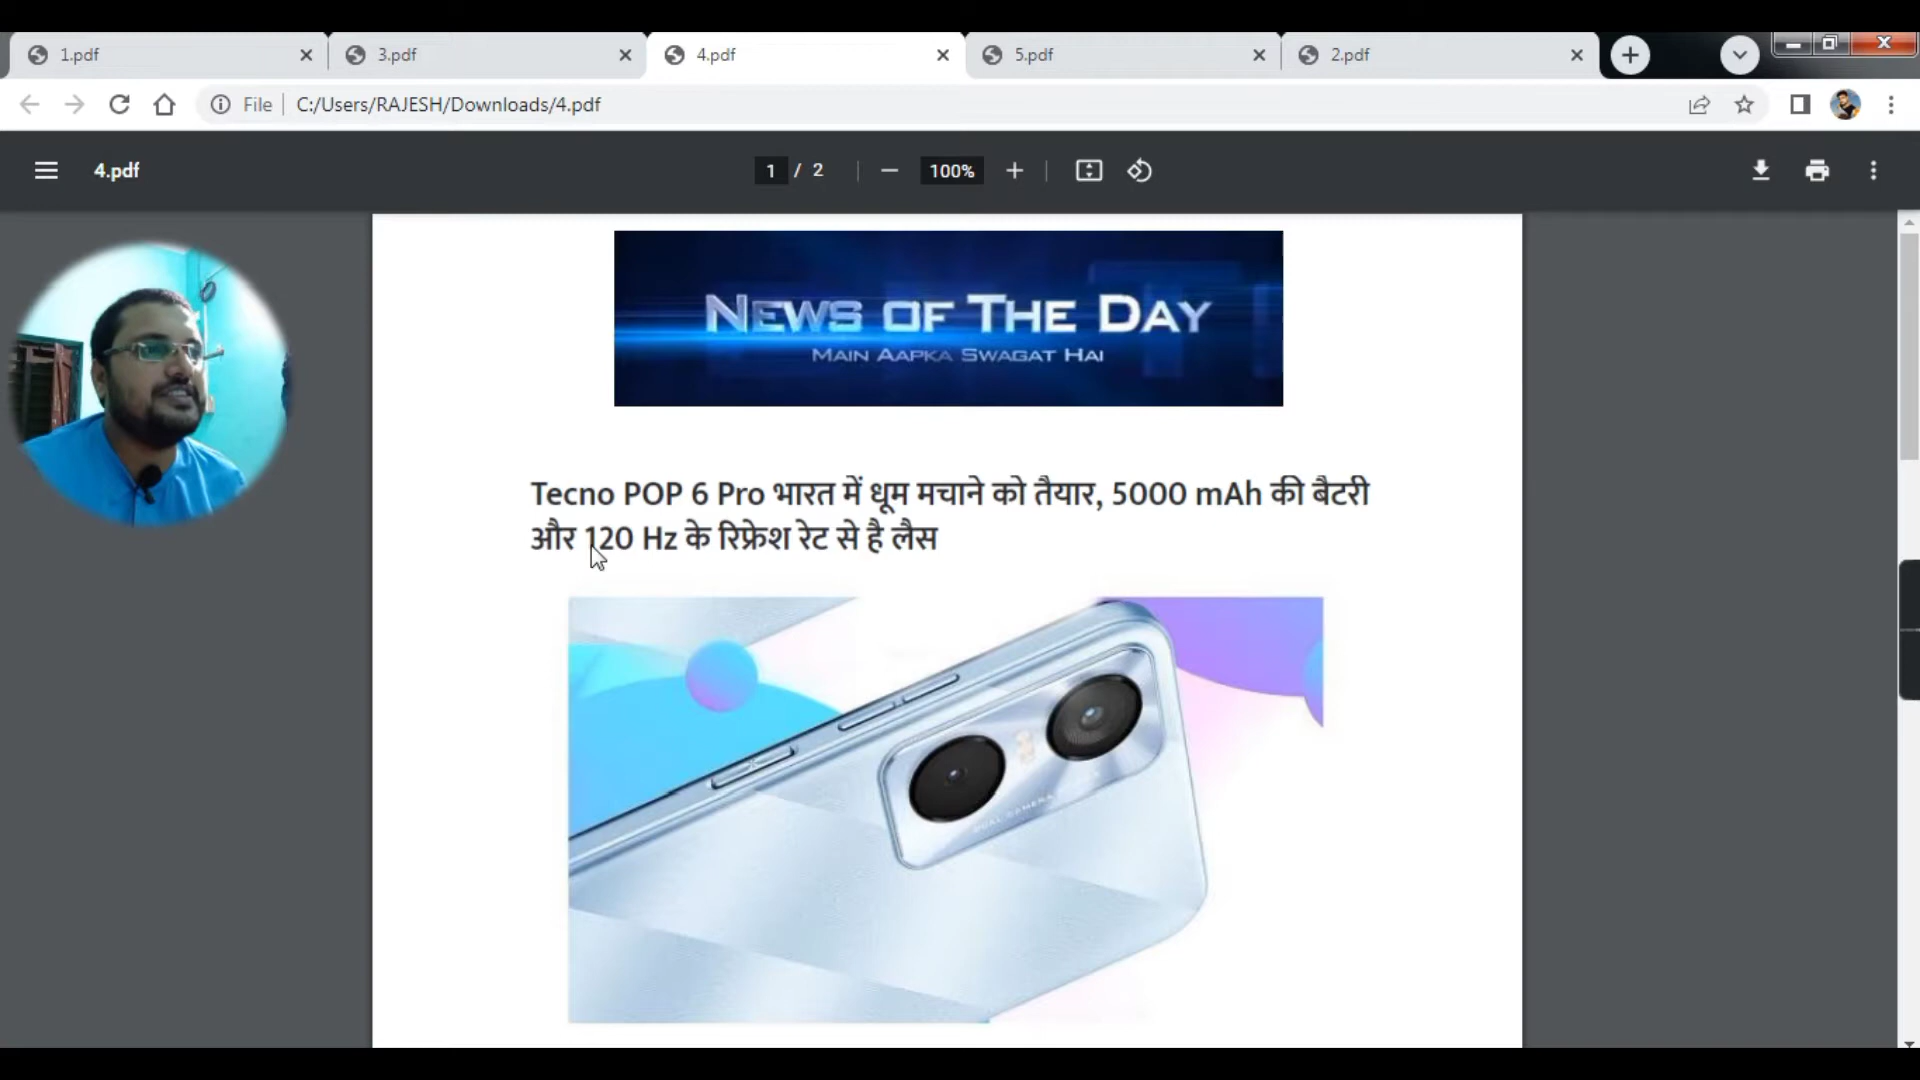 1.pdf
3.pdf
4.pdf
5.pdf
2.pdf
File
C:/Users/RAJESH/Downloads/4.pdf
4.pdf
1 / 2
100%
News of The Day
Main Aapka Swagat Hai
Tecno POP 6 Pro भारत में धूम मचाने को तैयार, 5000 mAh की बैटरी
और 120 Hz के रिफ्रेश रेट से है लैस
DUAL CAMERA